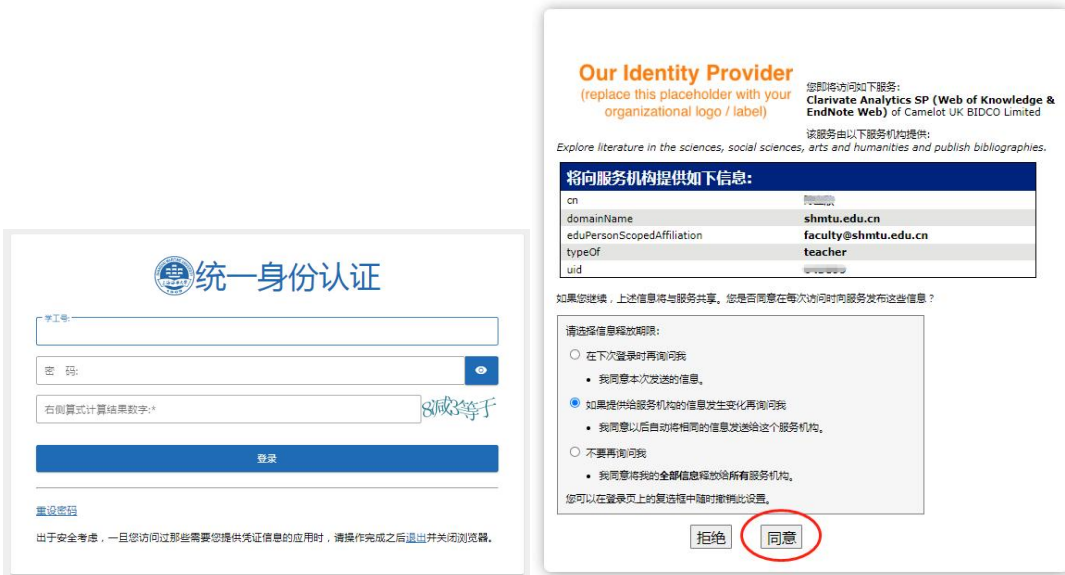 统一身份认证
学工号:
密 码:
右侧算式计算结果数字:*
8减3等于
登录
重设密码
出于安全考虑，一旦您访问过那些需要您提供凭证信息的应用时，请操作完成之后退出并关闭浏览器。
Our Identity Provider
(replace this placeholder with your
organizational logo / label)
您即将访问如下服务:
Clarivate Analytics SP (Web of Knowledge &
EndNote Web) of Camelot UK BIDCO Limited
该服务由以下服务机构提供:
Explore literature in the sciences, social sciences, arts and humanities and publish bibliographies.
将向服务机构提供如下信息:
cn
domainName shmtu.edu.cn
eduPersonScopedAffiliation faculty@shmtu.edu.cn
typeOf teacher
uid
如果您继续，上述信息将与服务共享。您是否同意在每次访问时向服务发布这些信息？
请选择信息释放期限:
在下次登录时再询问我
• 我同意本次发送的信息。
如果提供给服务机构的信息发生变化再询问我
• 我同意以后自动将相同的信息发送给这个服务机构。
不要再询问我
• 我同意将我的全部信息释放给所有服务机构。
您可以在登录页上的复选框中随时撤销此设置。
拒绝
同意